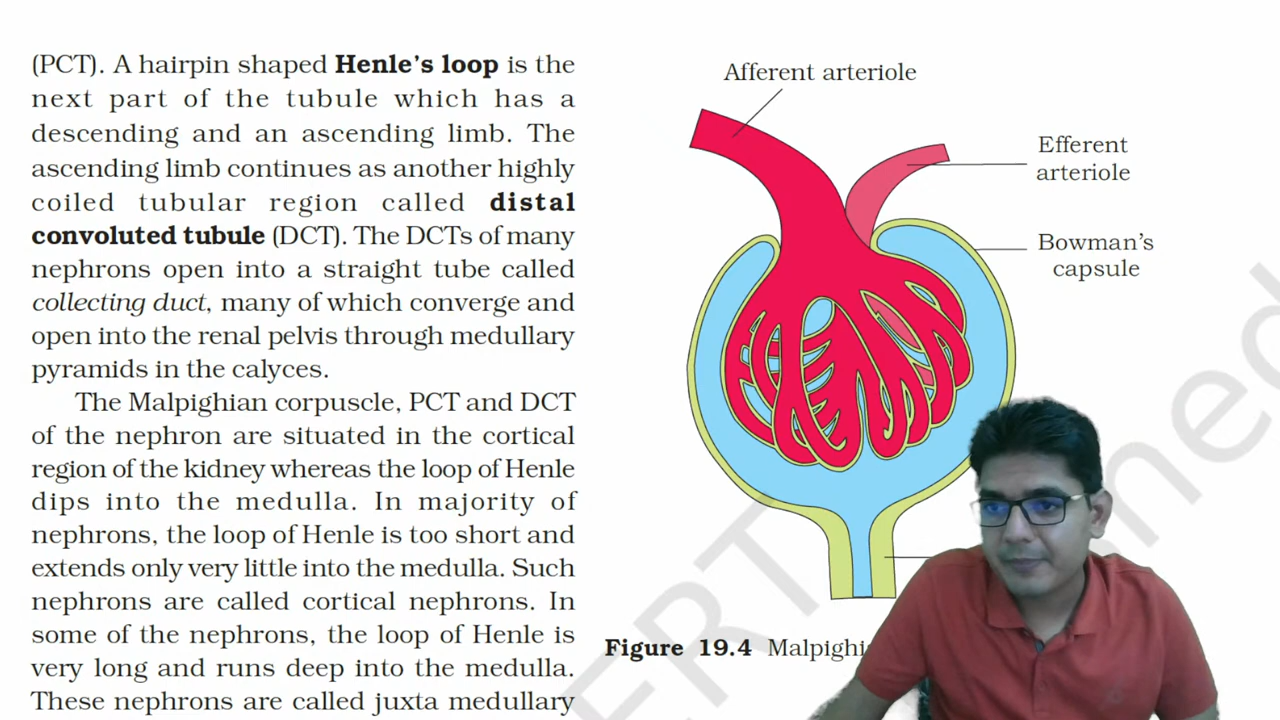 (PCT). A hairpin shaped Henle's loop is the
next part of the tubule which has a
descending and an ascending limb. The
ascending limb continues as another highly
coiled tubular region called distal
convoluted tubule (DCT). The DCTs of many
nephrons open into a straight tube called
collecting duct, many of which converge and
open into the renal pelvis through medullary
pyramids in the calyces.
The Malpighian corpuscle, PCT and DCT
of the nephron are situated in the cortical
region of the kidney whereas the loop of Henle
dips into the medulla. In majority of
nephrons, the loop of Henle is too short and
extends only very little into the medulla. Such
nephrons are called cortical nephrons. In
some of the nephrons, the loop of Henle is
very long and runs deep into the medulla.
These nephrons are called juxta medullary
Afferent arteriole
Efferent
arteriole
Bowman's
capsule
Figure 19.4